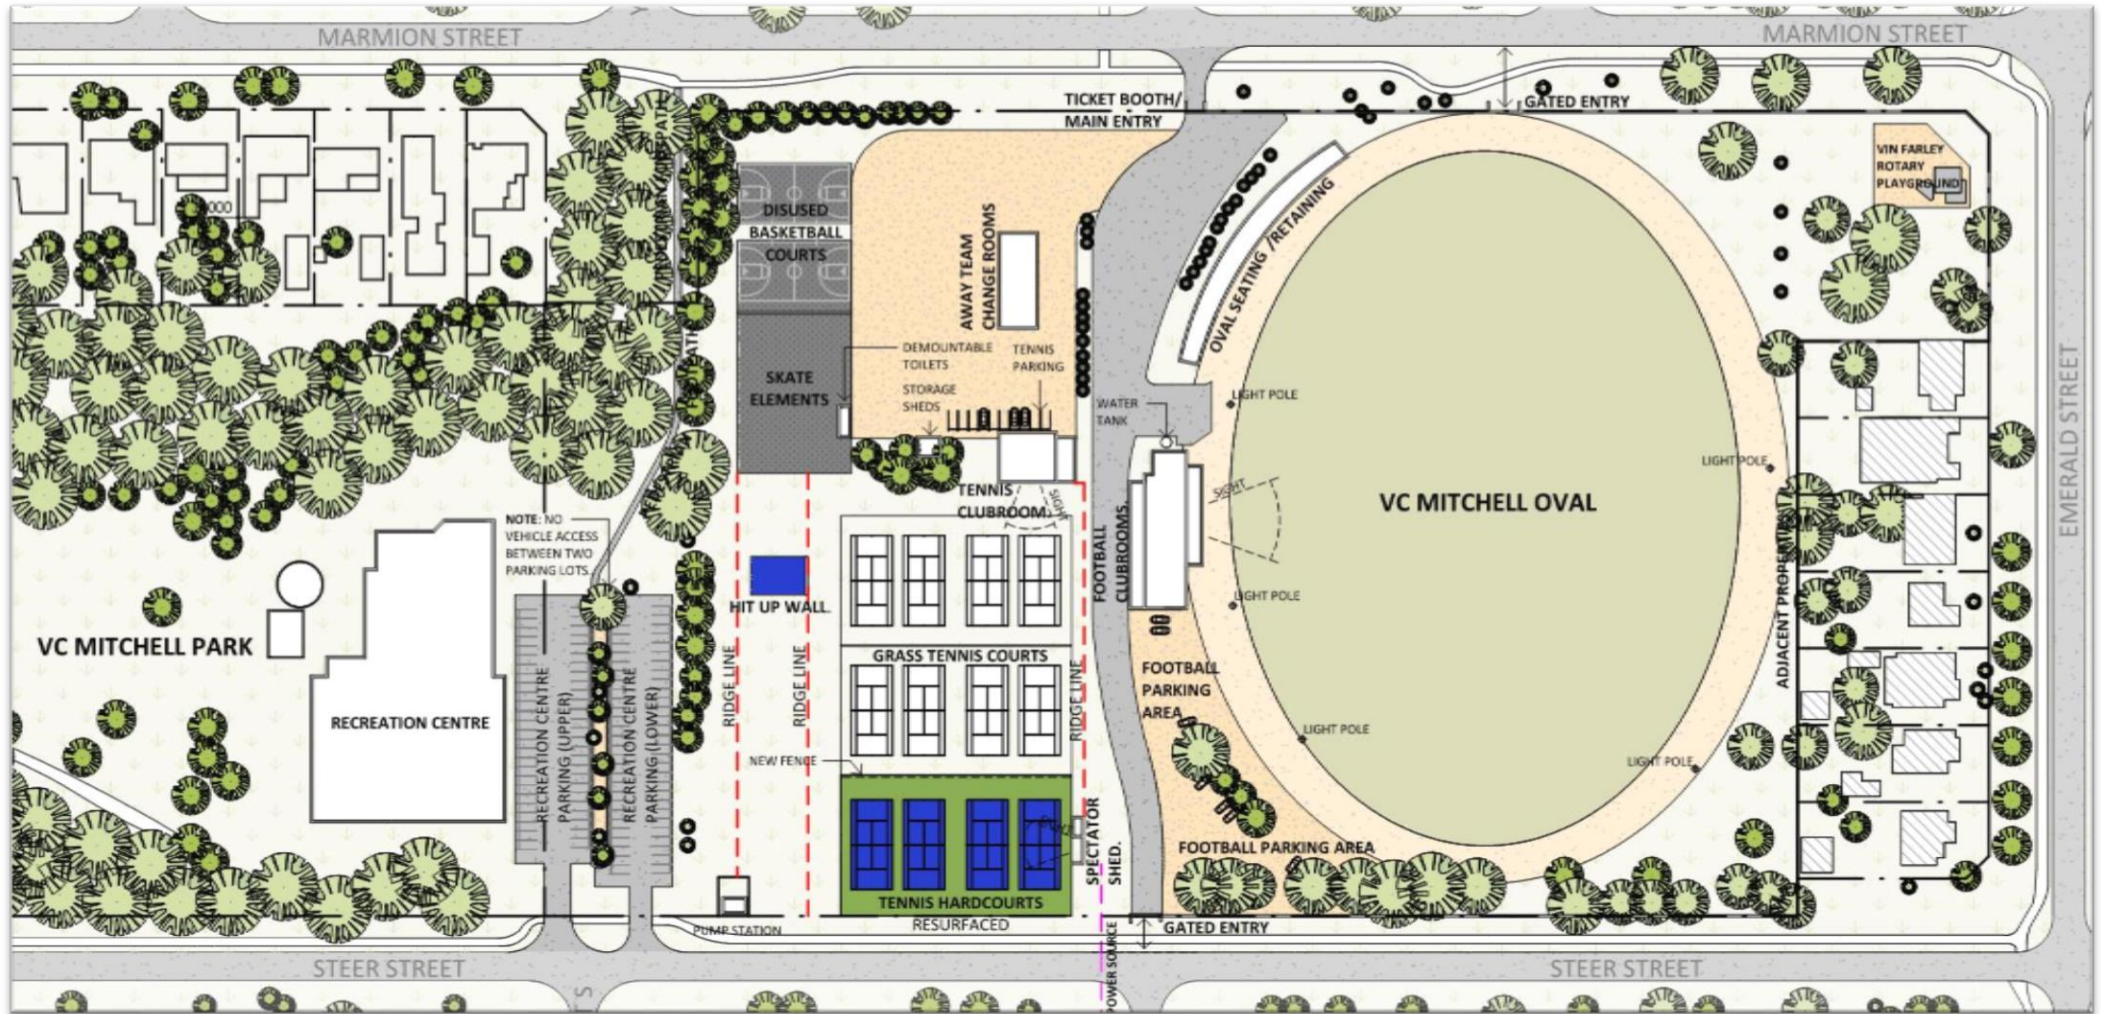 MARMION STREET
MARMION STREET
TICKET BOOTH/
MAIN ENTRY
GATED ENTRY
VIN FARLEY
ROTARY
PLAYGROUND
DISUSED
BASKETBALL
COURTS
AWAY TEAM
CHANGE ROOMS
OVAL SEATING /RETAINING
DEMOUNTABLE
TOILETS
TENNIS
PARKING
STORAGE
SHEDS
SKATE
ELEMENTS
WATER
TANK
LIGHT POLE
LIGHT POLE
EMERALD STREET
TENNIS
CLUBROOM.
SIGHT
SIGHT
VC MITCHELL OVAL
NOTE: NO
VEHICLE ACCESS
BETWEEN TWO
PARKING LOTS.
FOOTBALL
CLUBROOMS.
HIT UP WALL.
LIGHT POLE
VC MITCHELL PARK
GRASS TENNIS COURTS
RIDGE LINE
RIDGE LINE
RIDGE LINE
FOOTBALL
PARKING
AREA
RECREATION CENTRE
RECREATION CENTRE
PARKING (UPPER)
RECREATION CENTRE
PARKING (LOWER)
NEW FENCE
LIGHT POLE
LIGHT POLE
SPECTATOR
SHED.
FOOTBALL PARKING AREA
TENNIS HARDCOURTS
RESURFACED
PUMP STATION
GATED ENTRY
POWER SOURCE
STEER STREET
STEER STREET